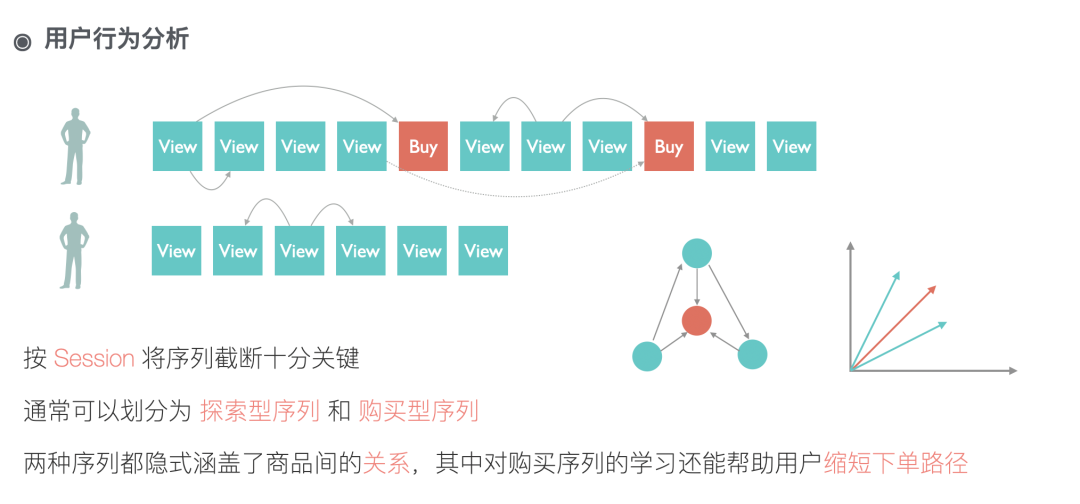 ◉ 用户行为分析
View View View View Buy View View View Buy View View
View View View View View View
按 Session 将序列截断十分关键
通常可以划分为 探索型序列 和 购买型序列
两种序列都隐式涵盖了商品间的关系，其中对购买序列的学习还能帮助用户缩短下单路径